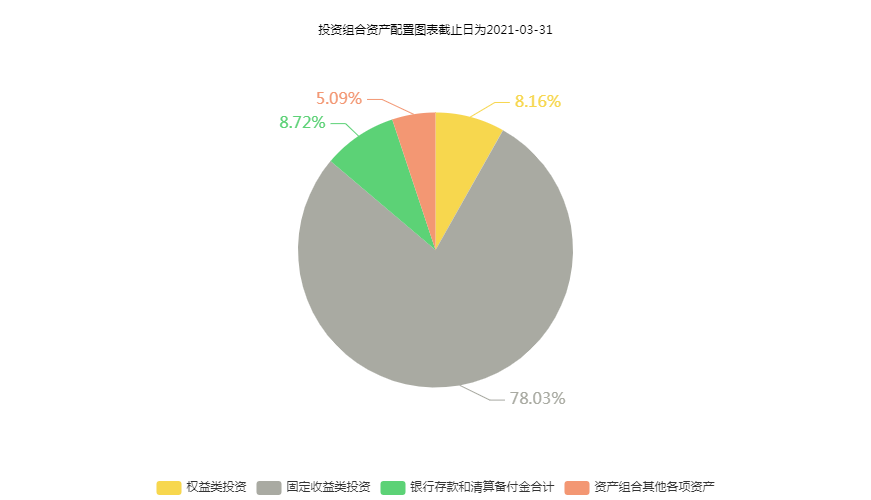 投资组合资产配置图表截止日为2021-03-31
5.09%
8.16%
8.72%
78.03%
权益类投资 固定收益类投资 银行存款和清算备付金合计 资产组合其他各项资产